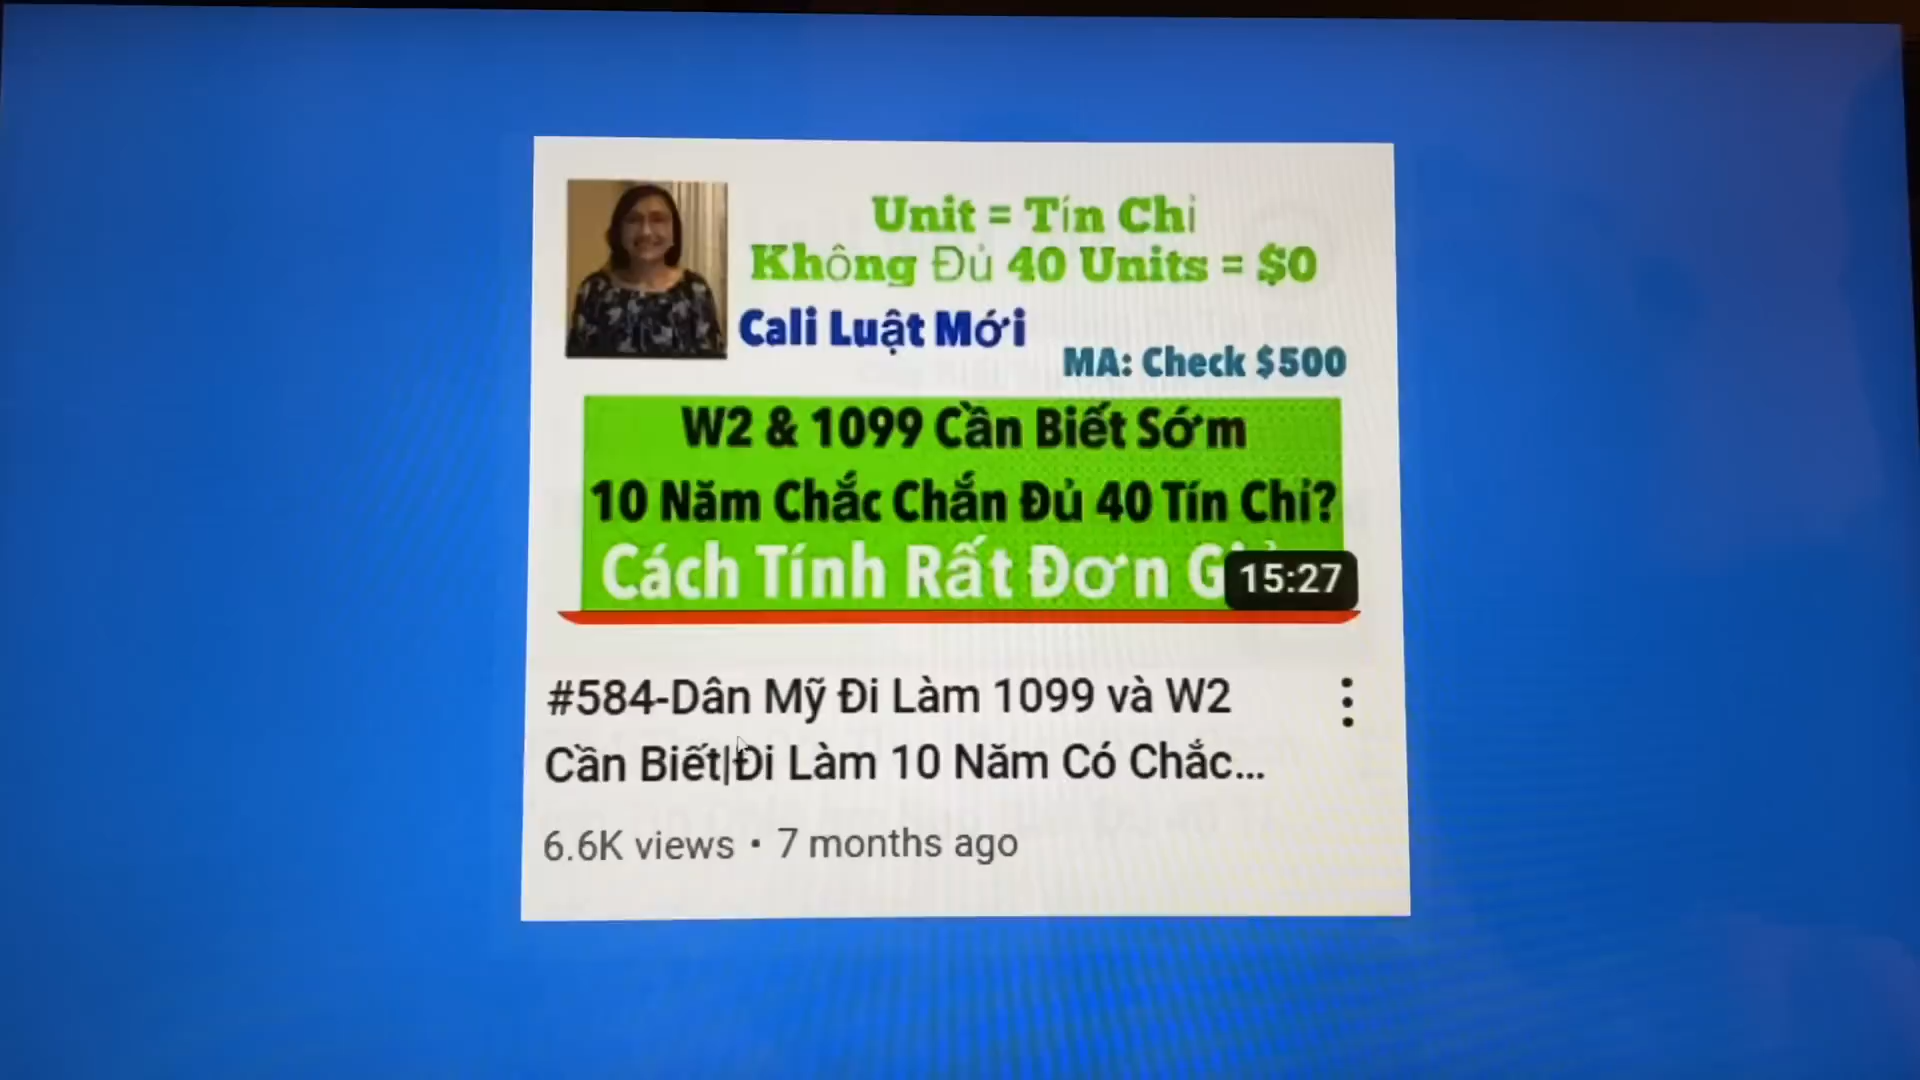 Unit = Tín Chỉ
Không Đủ 40 Units = $0
Cali Luật Mới
MA: Check $500
W2 & 1099 Cần Biết Sớm
10 Năm Chắc Chắn Đủ 40 Tín Chỉ?
Cách Tính Rất Đơn
15:27
#584-Dân Mỹ Đi Làm 1099 và W2
Cần Biết|Đi Làm 10 Năm Có Chắc...
6.6K views • 7 months ago